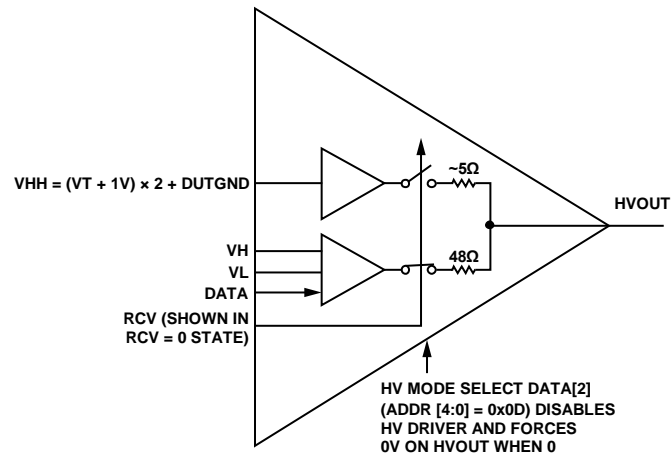 VHH = (VT + 1V) × 2 + DUTGND
~5Ω
HVOUT
VH
VL
DATA
48Ω
RCV (SHOWN IN
RCV = 0 STATE)
HV MODE SELECT DATA[2]
(ADDR [4:0] = 0x0D) DISABLES
HV DRIVER AND FORCES
0V ON HVOUT WHEN 0